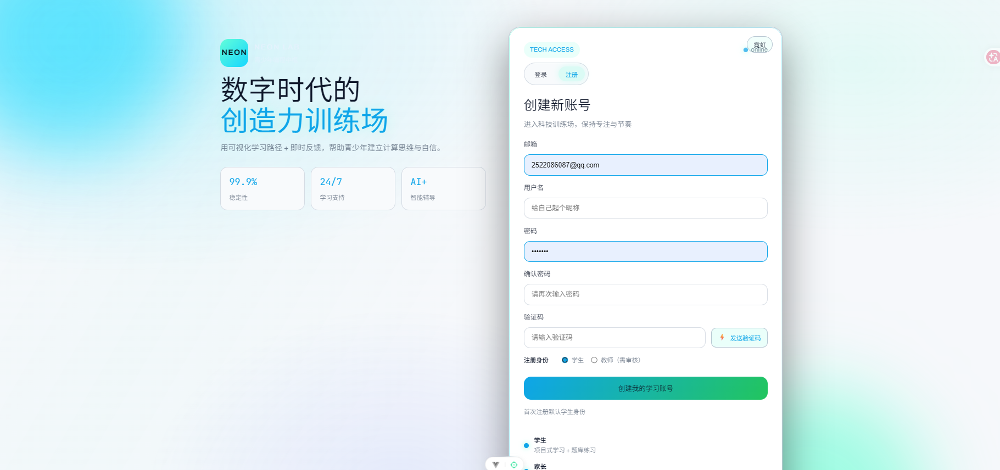 NEON
数字时代的
创造力训练场
用可视化学习路径 + 即时反馈，帮助青少年建立计算思维与自信。
99.9%
稳定性
24/7
学习支持
AI+
智能辅导
TECH ACCESS
霓虹
online
登录
注册
创建新账号
进入科技训练场，保持专注与节奏
邮箱
2522086087@qq.com
用户名
给自己起个昵称
密码
•••••••
确认密码
请再次输入密码
验证码
请输入验证码
发送验证码
注册身份 学生 教师（需审核）
创建我的学习账号
首次注册默认学生身份
学生
项目式学习 + 题库练习
家长